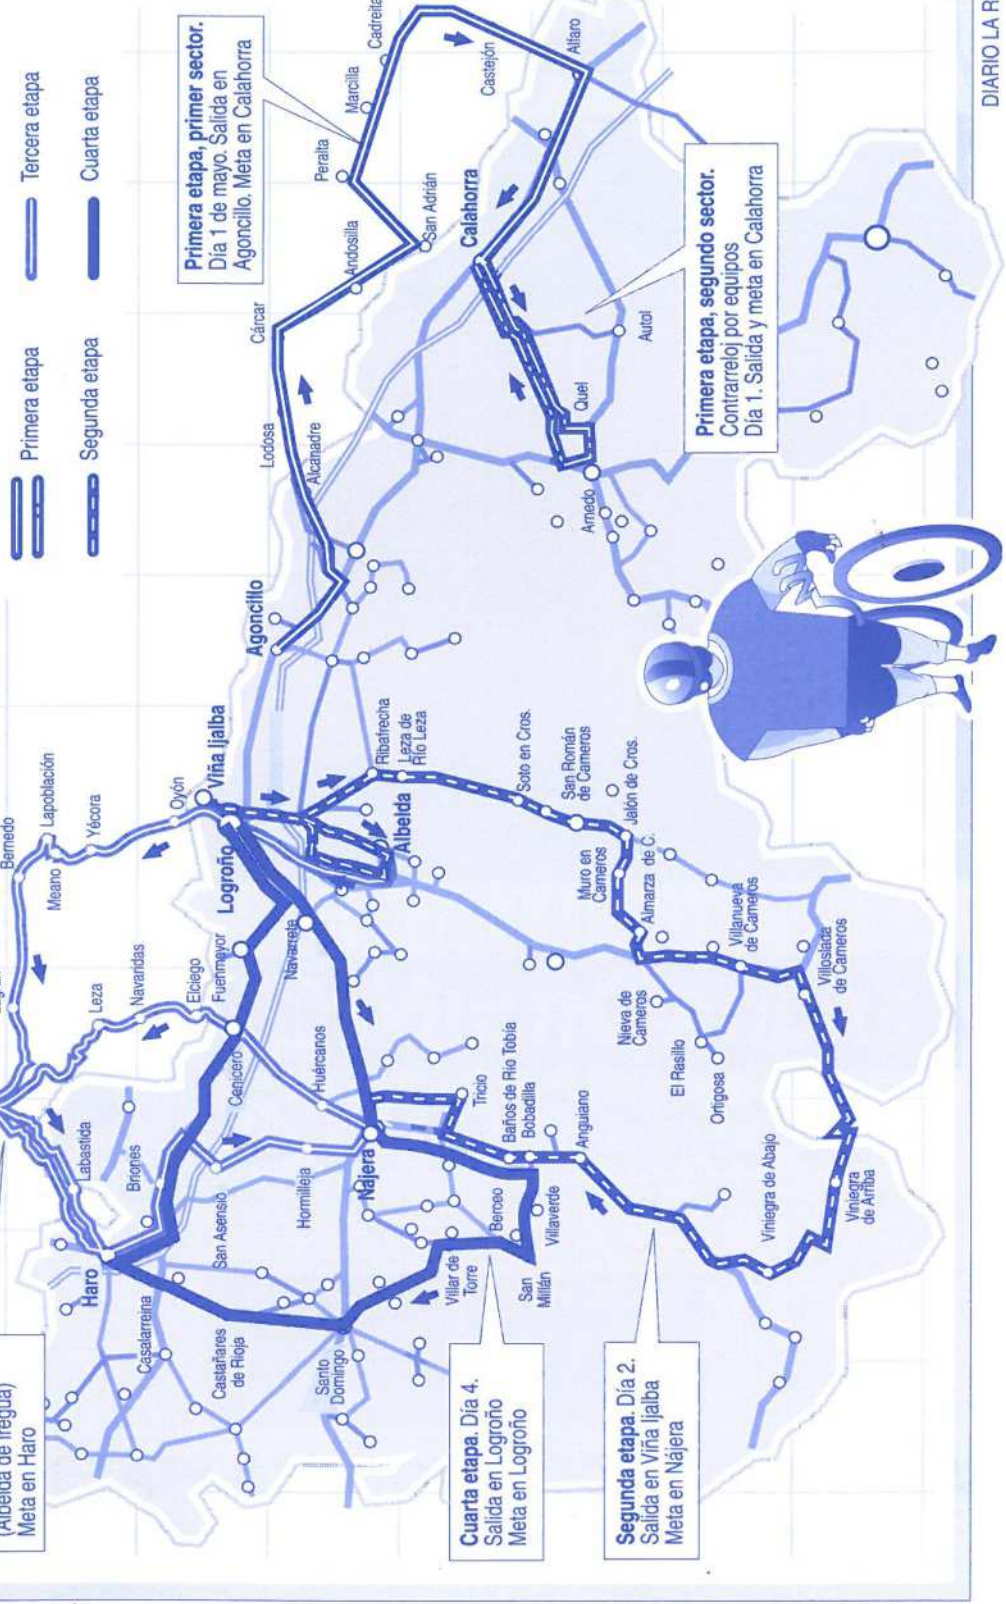 Primera etapa
Segunda etapa
Tercera etapa
Cuarta etapa
(Albelda de Iregua)
Meta en Haro
Primera etapa, primer sector.
Día 1 de mayo. Salida en
Agoncillo. Meta en Calahorra
Primera etapa, segundo sector.
Contrarreloj por equipos
Día 1. Salida y meta en Calahorra
Cuarta etapa. Día 4.
Salida en Logroño
Meta en Logroño
Segunda etapa. Día 2.
Salida en Viña Ijalba
Meta en Nájera
Bernedo
Lapoblación
Meano
Yécora
Oyón
Viña Ijalba
Logroño
Leza
Navaridas
Elciego
Fuenmayor
Navarrete
Cenicero
Huércanos
Labastida
Briones
Haro
San Asensio
Hormilleja
Nájera
Tricio
Casalarreina
Castañares
de Rioja
Santo
Domingo
Villar de
Torre
Berceo
San
Millán
Villaverde
Baños de Río Tobía
Bobadilla
Anguiano
Viniegra de Abajo
Viniegra
de Arriba
Villoslada
de Cameros
Villanueva
de Cameros
Ortigosa
El Rasillo
Nieva de
Cameros
Almarza de C.
Muro en
Cameros
Jalón de Cros.
San Román
de Cameros
Soto en Cros.
Leza de
Río Leza
Ribafrecha
Albelda
Agoncillo
Alcanadre
Lodosa
Cárcar
Andosilla
San Adrián
Peralta
Marcilla
Cadreita
Castejón
Alfaro
Calahorra
Autol
Quel
Arnedo
DIARIO LA R